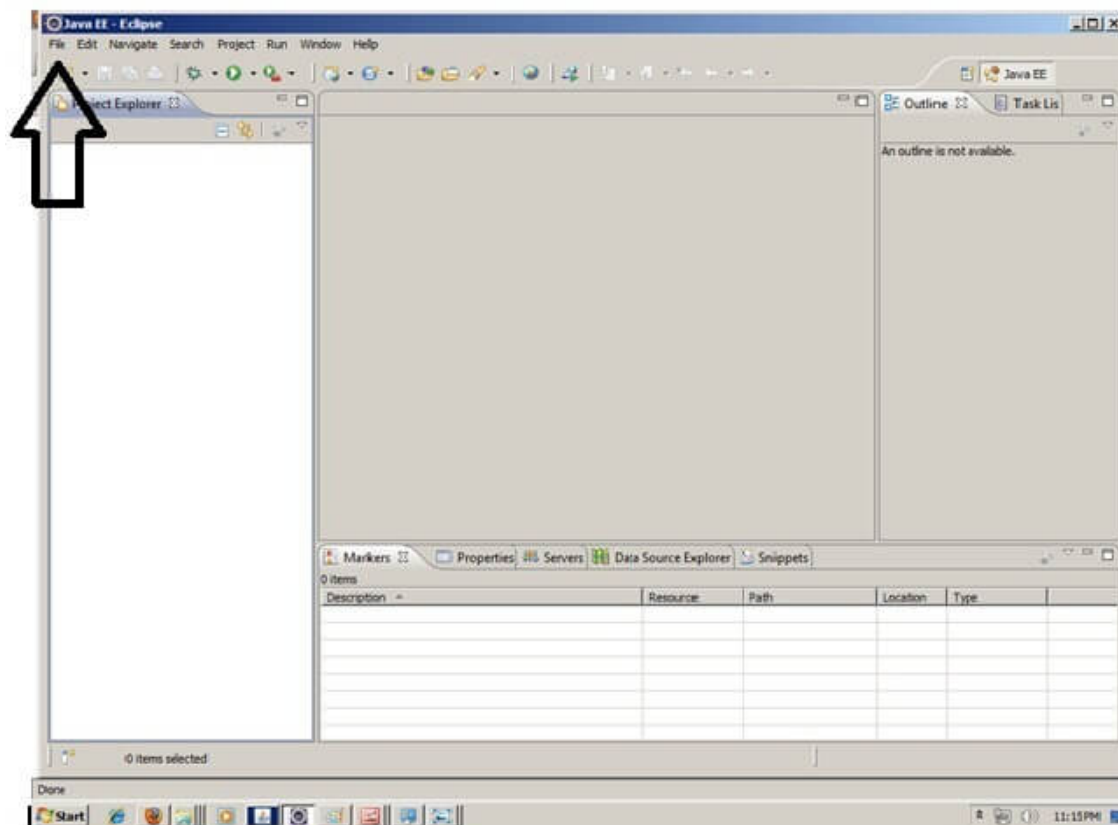 Java EE - Eclipse
File Edit Navigate Search Project Run Window Help
Java EE
Project Explorer
Outline Task Lis
An outline is not available.
Markers Properties Servers Data Source Explorer Snippets
0 items
Description Resource Path Location Type
0 items selected
Done
Start 11:15PM